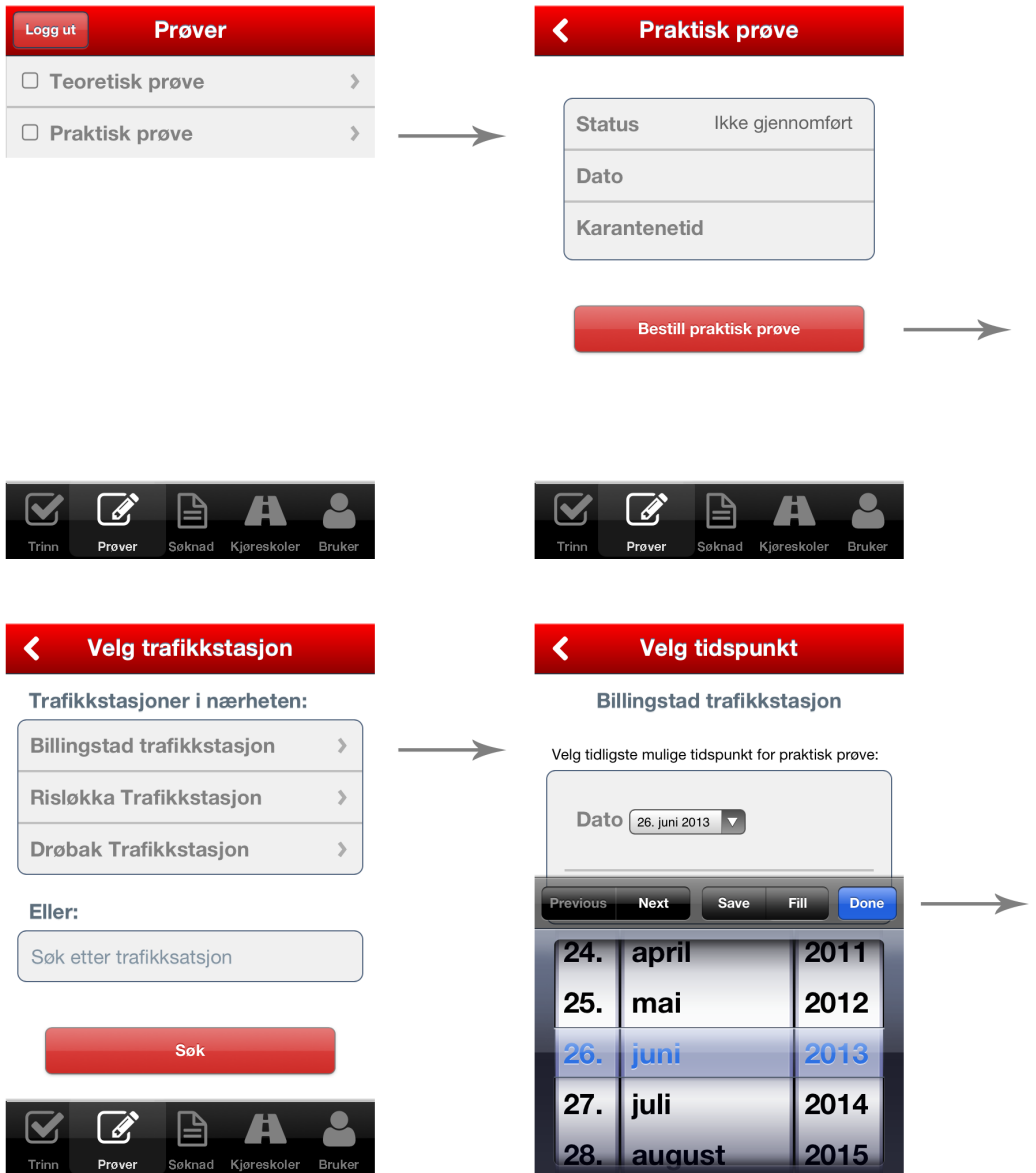 Logg ut
Prøver
Teoretisk prøve
Praktisk prøve
Trinn
Prøver
Søknad
Kjøreskoler
Bruker
Praktisk prøve
Status
Ikke gjennomført
Dato
Karantenetid
Bestill praktisk prøve
Trinn
Prøver
Søknad
Kjøreskoler
Bruker
Velg trafikkstasjon
Trafikkstasjoner i nærheten:
Billingstad trafikkstasjon
Risløkka Trafikkstasjon
Drøbak Trafikkstasjon
Eller:
Søk etter trafikksatsjon
Søk
Trinn
Prøver
Søknad
Kjøreskoler
Bruker
Velg tidspunkt
Billingstad trafikkstasjon
Velg tidligste mulige tidspunkt for praktisk prøve:
Dato 26. juni 2013
Previous Next Save Fill Done
24. april 2011
25. mai 2012
26. juni 2013
27. juli 2014
28. august 2015